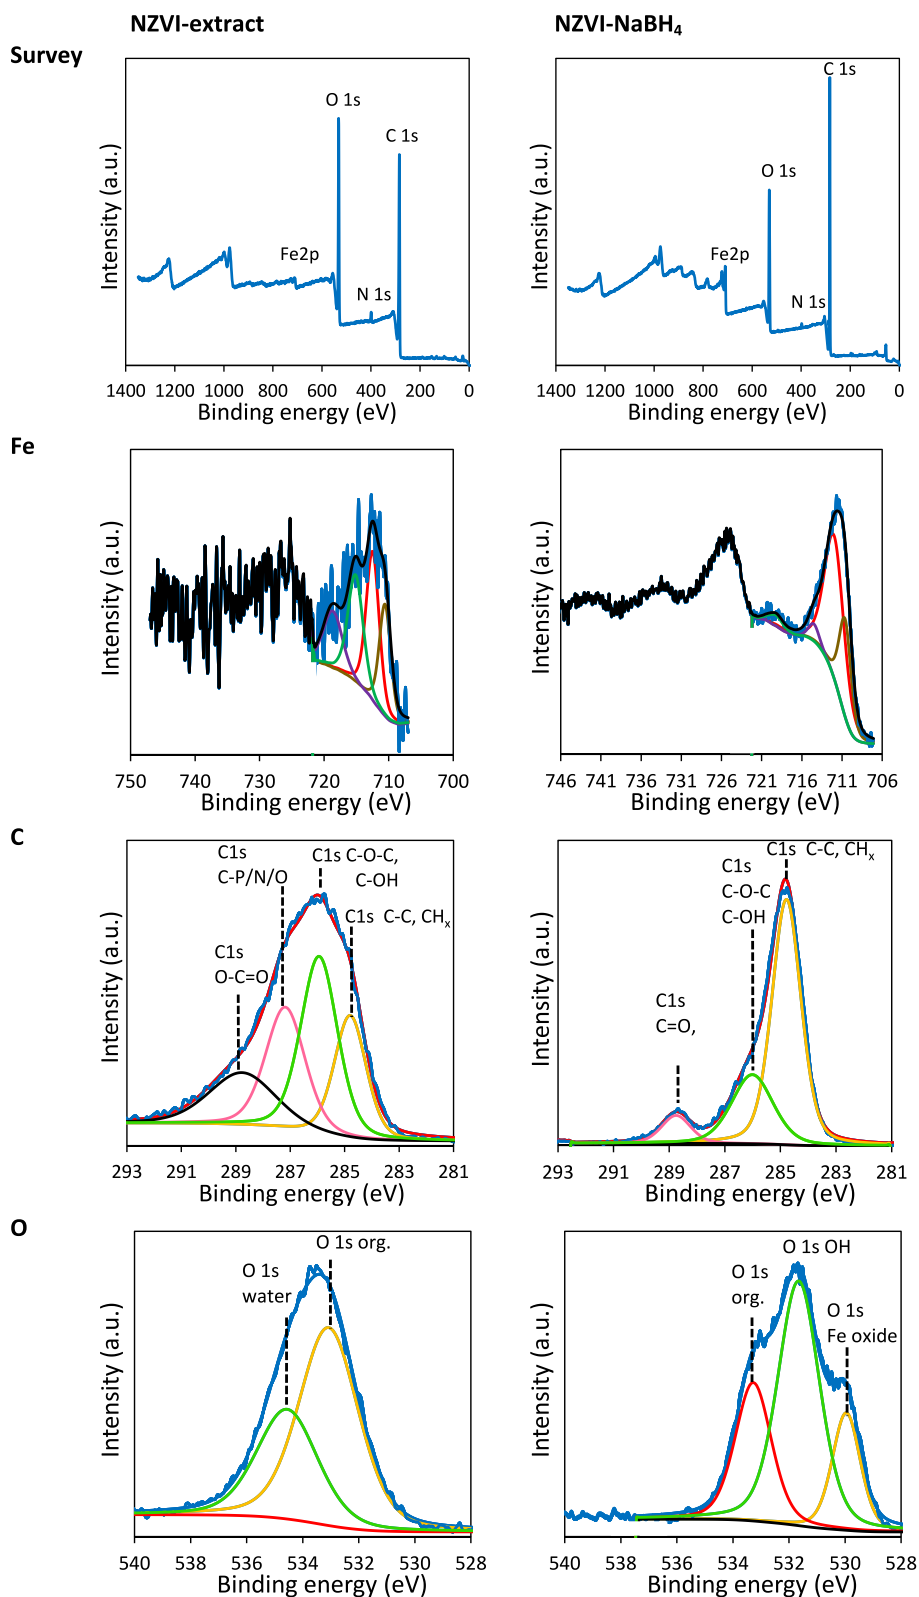 NZVI-extract
NZVI-NaBH₄
Survey
O 1s
C 1s
Fe2p
N 1s
Intensity (a.u.)
1400 1200 1000 800 600 400 200 0
Binding energy (eV)
C 1s
O 1s
Fe2p
N 1s
Intensity (a.u.)
1400 1200 1000 800 600 400 200 0
Binding energy (eV)
Fe
Intensity (a.u.)
750 740 730 720 710 700
Binding energy (eV)
Intensity (a.u.)
746 741 736 731 726 721 716 711 706
Binding energy (eV)
C
C1s
C-P/N/O
C1s C-O-C,
C-OH
C1s C-C, CHₓ
C1s
O-C=O
Intensity (a.u.)
293 291 289 287 285 283 281
Binding energy (eV)
C1s C-C, CHₓ
C1s
C-O-C
C-OH
C1s
C=O,
Intensity (a.u.)
293 291 289 287 285 283 281
Binding energy (eV)
O
O 1s org.
O 1s
water
Intensity (a.u.)
540 538 536 534 532 530 528
Binding energy (eV)
O 1s OH
O 1s
org.
O 1s
Fe oxide
Intensity (a.u.)
540 538 536 534 532 530 528
Binding energy (eV)